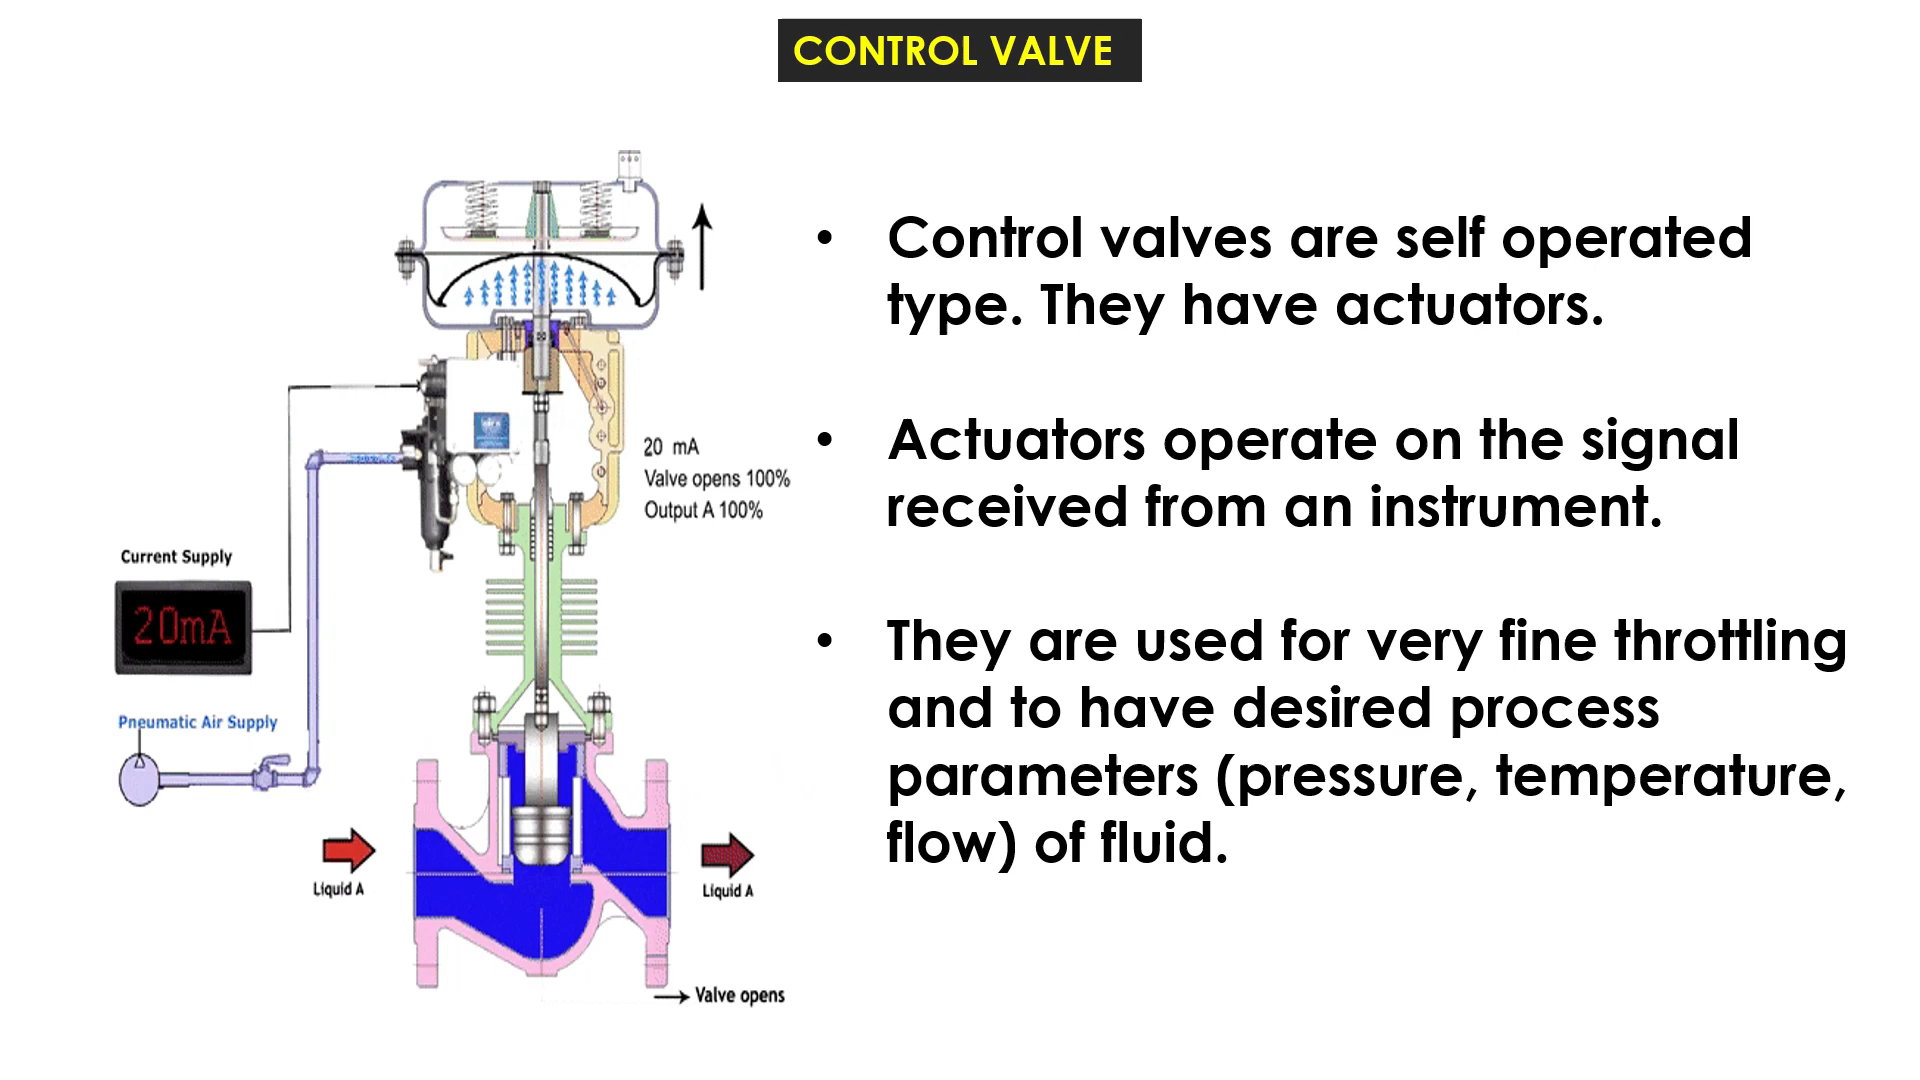 CONTROL VALVE
• Control valves are self operated
type. They have actuators.
• Actuators operate on the signal
received from an instrument.
• They are used for very fine throttling
and to have desired process
parameters (pressure, temperature,
flow) of fluid.
20 mA
Valve opens 100%
Output A 100%
Current Supply
20mA
Pneumatic Air Supply
Liquid A
Liquid A
Valve opens